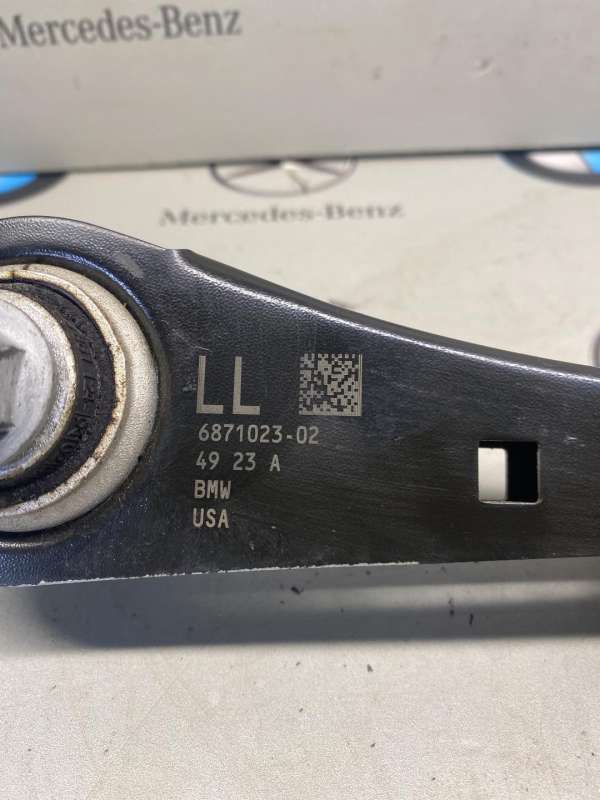 Mercedes-Benz
Mercedes-Benz
LL
6871023-02
49 23 A
BMW
USA